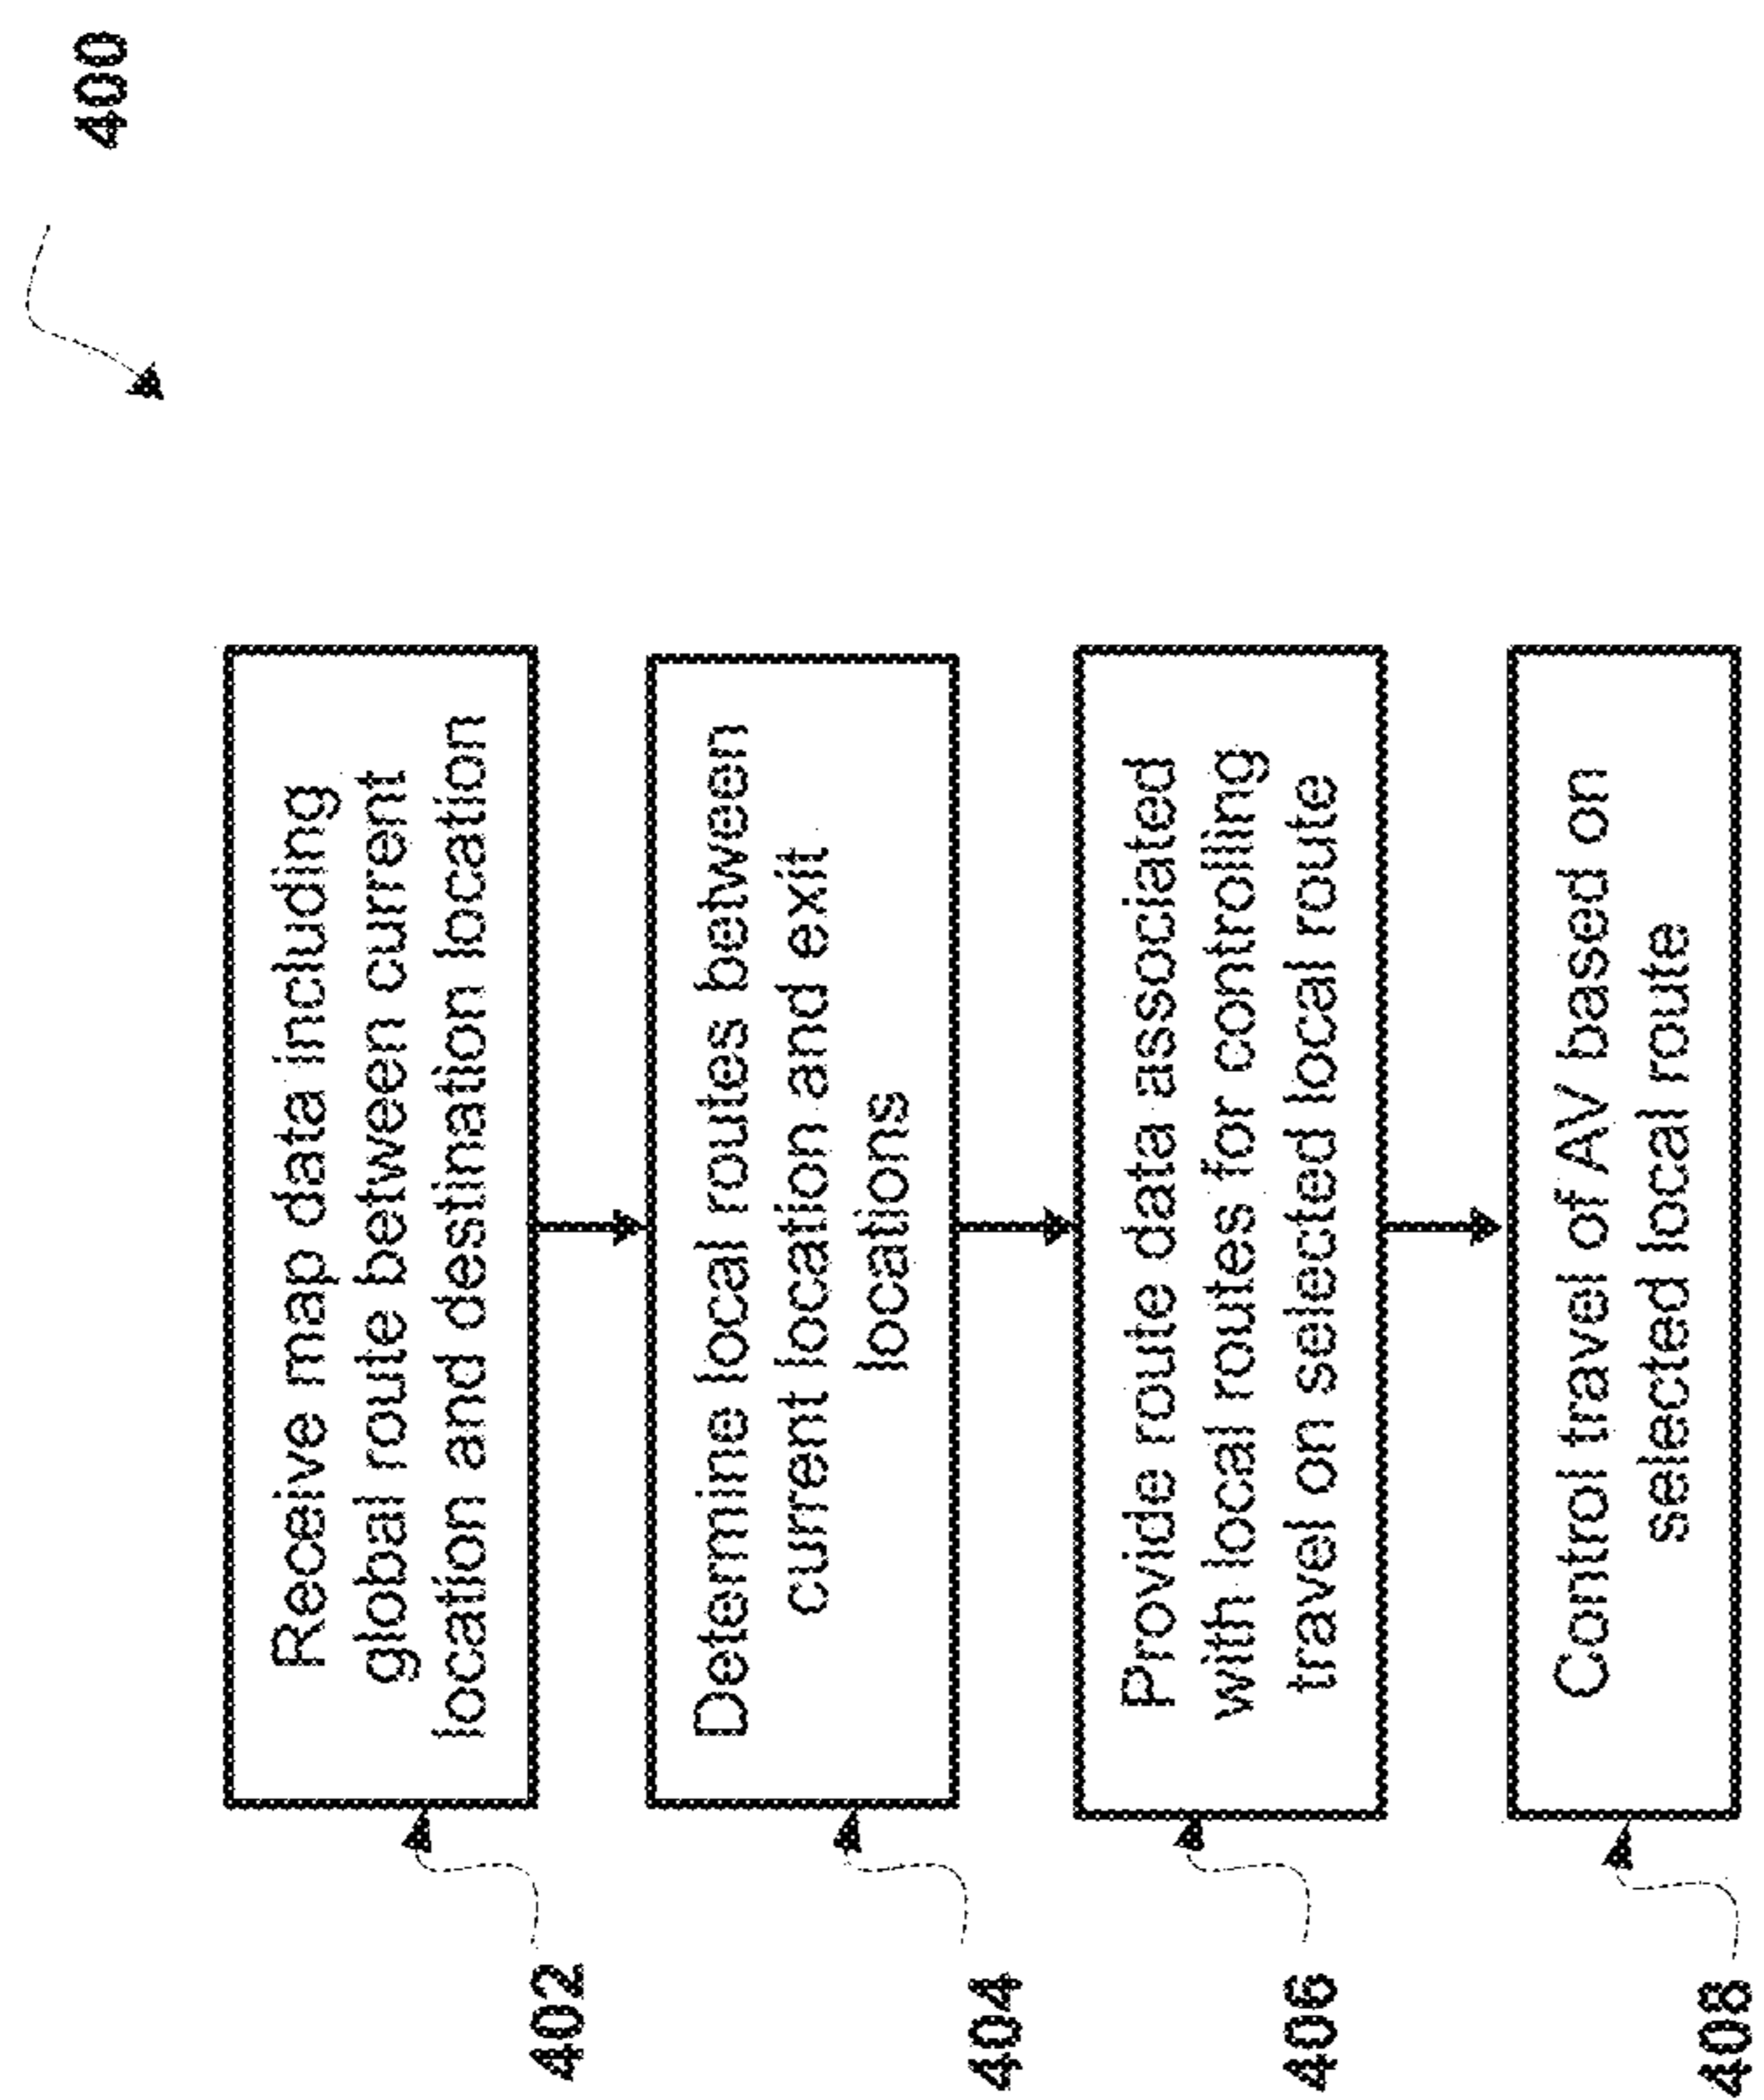 400
402
Receive map data including
global route between current
location and destination location
404
Determine local routes between
current location and exit
locations
406
Provide route data associated
with local routes for controlling
travel on selected local route
408
Control travel of AV based on
selected local route